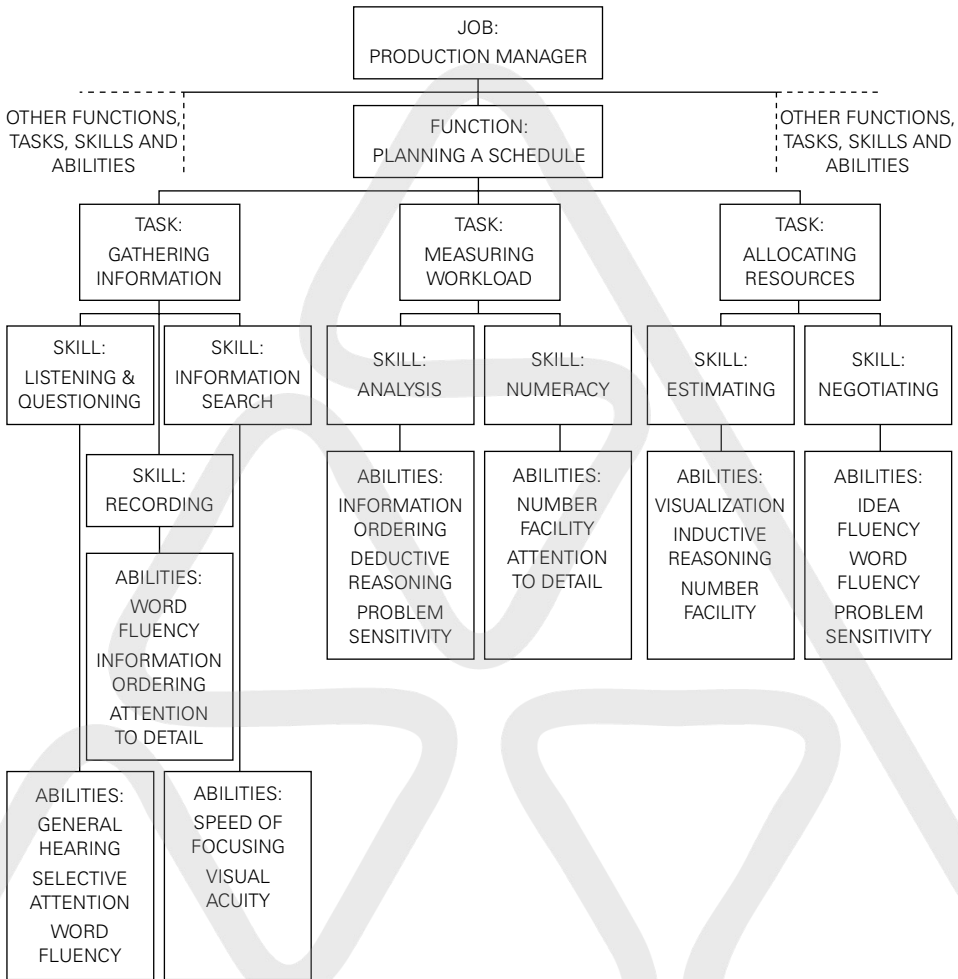 JOB:
PRODUCTION MANAGER
OTHER FUNCTIONS,
TASKS, SKILLS AND
ABILITIES
FUNCTION:
PLANNING A SCHEDULE
OTHER FUNCTIONS,
TASKS, SKILLS AND
ABILITIES
TASK:
GATHERING
INFORMATION
TASK:
MEASURING
WORKLOAD
TASK:
ALLOCATING
RESOURCES
SKILL:
LISTENING &
QUESTIONING
SKILL:
INFORMATION
SEARCH
SKILL:
ANALYSIS
SKILL:
NUMERACY
SKILL:
ESTIMATING
SKILL:
NEGOTIATING
SKILL:
RECORDING
ABILITIES:
INFORMATION
ORDERING
DEDUCTIVE
REASONING
PROBLEM
SENSITIVITY
ABILITIES:
NUMBER
FACILITY
ATTENTION
TO DETAIL
ABILITIES:
VISUALIZATION
INDUCTIVE
REASONING
NUMBER
FACILITY
ABILITIES:
IDEA
FLUENCY
WORD
FLUENCY
PROBLEM
SENSITIVITY
ABILITIES:
WORD
FLUENCY
INFORMATION
ORDERING
ATTENTION
TO DETAIL
ABILITIES:
GENERAL
HEARING
SELECTIVE
ATTENTION
WORD
FLUENCY
ABILITIES:
SPEED OF
FOCUSING
VISUAL
ACUITY